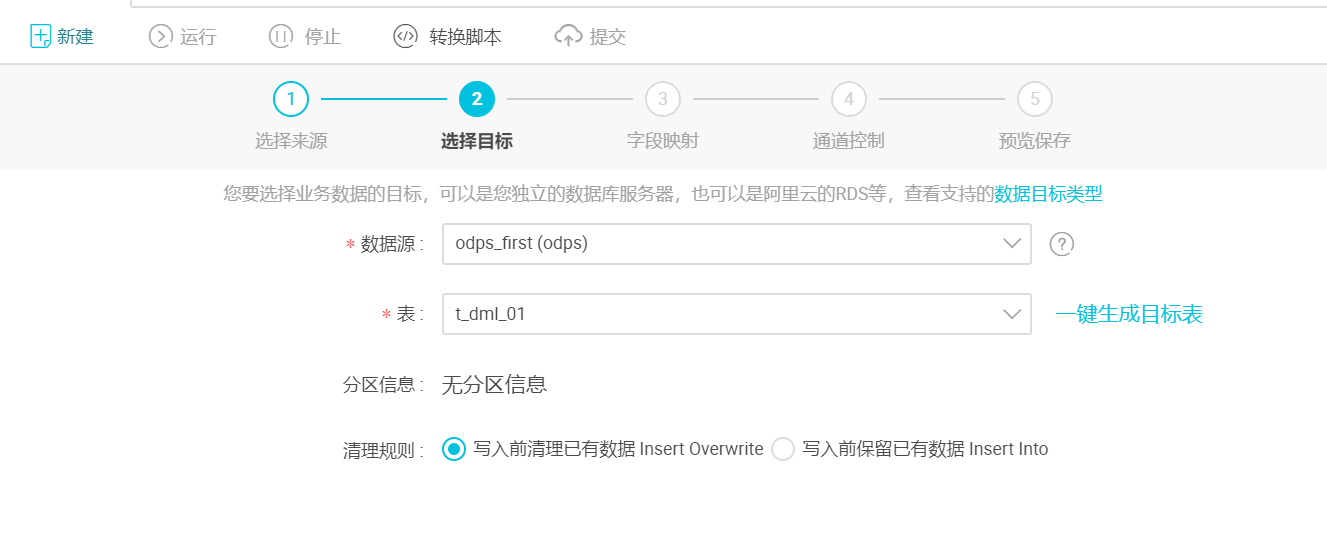 新建 运行 停止 转换脚本 提交
1 2 3 4 5
选择来源 选择目标 字段映射 通道控制 预览保存
您要选择业务数据的目标，可以是您独立的数据库服务器，也可以是阿里云的RDS等，查看支持的数据目标类型
* 数据源 : odps_first (odps) ?
* 表 : t_dml_01 一键生成目标表
分区信息 : 无分区信息
清理规则 : 写入前清理已有数据 Insert Overwrite 写入前保留已有数据 Insert Into